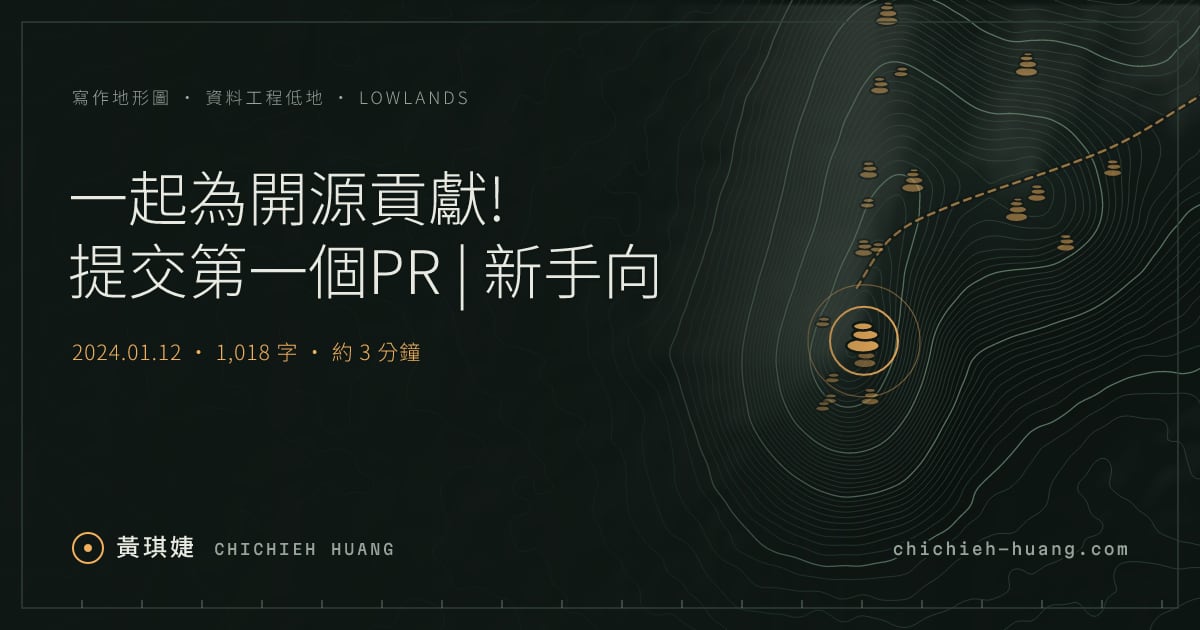 寫作地形圖 · 資料工程低地 · LOWLANDS
一起為開源貢獻!
提交第一個PR | 新手向
2024.01.12 · 1,018 字 · 約 3 分鐘
黃琪婕 CHICHIEH HUANG
chichieh-huang.com